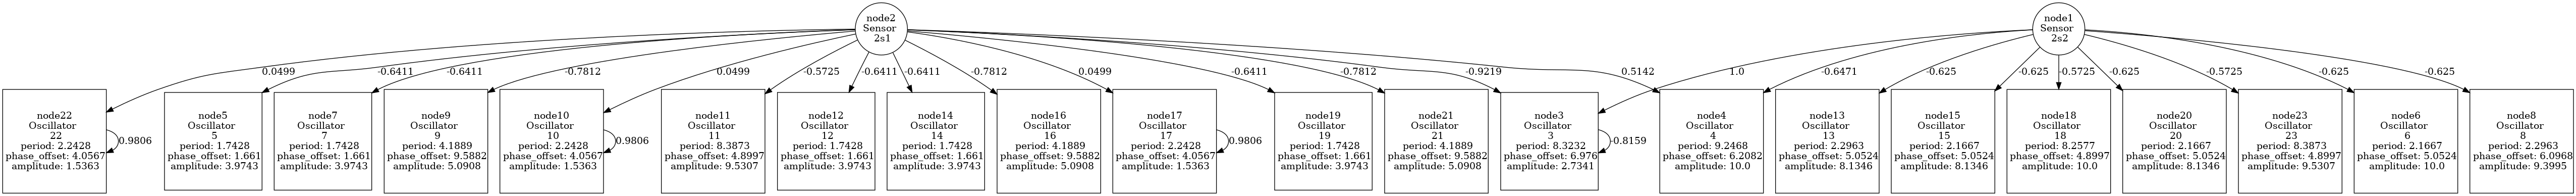 node2
Sensor
2s1
node1
Sensor
2s2
0.0499
-0.6411
-0.6411
-0.7812
0.0499
-0.5725
-0.6411
-0.6411
-0.7812
0.0499
-0.6411
-0.7812
-0.9219
0.5142
1.0
-0.6471
-0.625
-0.625
-0.5725
-0.625
-0.5725
-0.625
-0.625
node22
Oscillator
22
period: 2.2428
phase_offset: 4.0567
amplitude: 1.5363
0.9806
node5
Oscillator
5
period: 1.7428
phase_offset: 1.661
amplitude: 3.9743
node7
Oscillator
7
period: 1.7428
phase_offset: 1.661
amplitude: 3.9743
node9
Oscillator
9
period: 4.1889
phase_offset: 9.5882
amplitude: 5.0908
node10
Oscillator
10
period: 2.2428
phase_offset: 4.0567
amplitude: 1.5363
0.9806
node11
Oscillator
11
period: 8.3873
phase_offset: 4.8997
amplitude: 9.5307
node12
Oscillator
12
period: 1.7428
phase_offset: 1.661
amplitude: 3.9743
node14
Oscillator
14
period: 1.7428
phase_offset: 1.661
amplitude: 3.9743
node16
Oscillator
16
period: 4.1889
phase_offset: 9.5882
amplitude: 5.0908
node17
Oscillator
17
period: 2.2428
phase_offset: 4.0567
amplitude: 1.5363
0.9806
node19
Oscillator
19
period: 1.7428
phase_offset: 1.661
amplitude: 3.9743
node21
Oscillator
21
period: 4.1889
phase_offset: 9.5882
amplitude: 5.0908
node3
Oscillator
3
period: 8.3232
phase_offset: 6.976
amplitude: 2.7341
-0.8159
node4
Oscillator
4
period: 9.2468
phase_offset: 6.2082
amplitude: 10.0
node13
Oscillator
13
period: 2.2963
phase_offset: 5.0524
amplitude: 8.1346
node15
Oscillator
15
period: 2.1667
phase_offset: 5.0524
amplitude: 8.1346
node18
Oscillator
18
period: 8.2577
phase_offset: 4.8997
amplitude: 10.0
node20
Oscillator
20
period: 2.1667
phase_offset: 5.0524
amplitude: 8.1346
node23
Oscillator
23
period: 8.3873
phase_offset: 4.8997
amplitude: 9.5307
node6
Oscillator
6
period: 2.1667
phase_offset: 5.0524
amplitude: 10.0
node8
Oscillator
8
period: 2.2963
phase_offset: 6.0968
amplitude: 9.3995